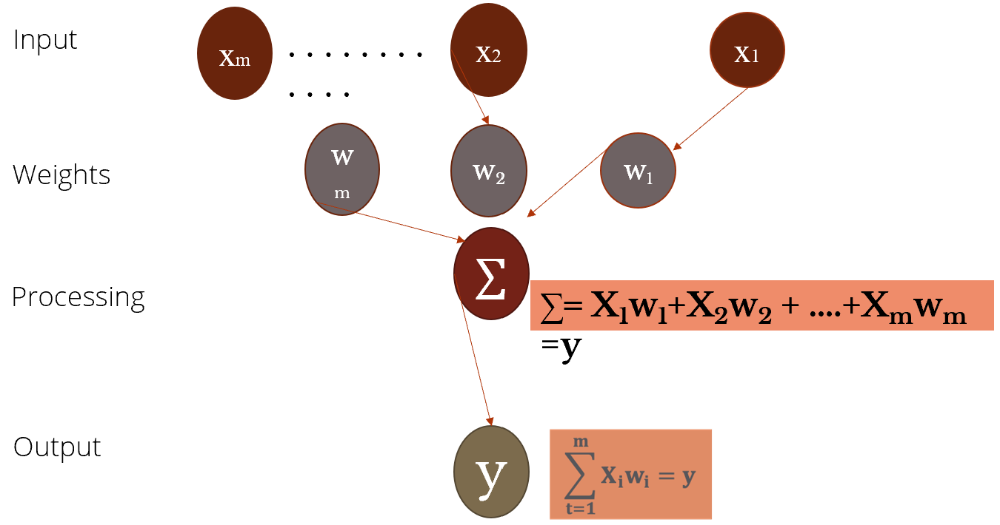 Input
Xm . . . . . . . . X2 X1
. . . .
Weights
w
m
w2 w1
Processing
Σ
∑= X1w1+X2w2 + ....+Xmwm
=y
Output
y
m
∑ Xiwi = y
t=1